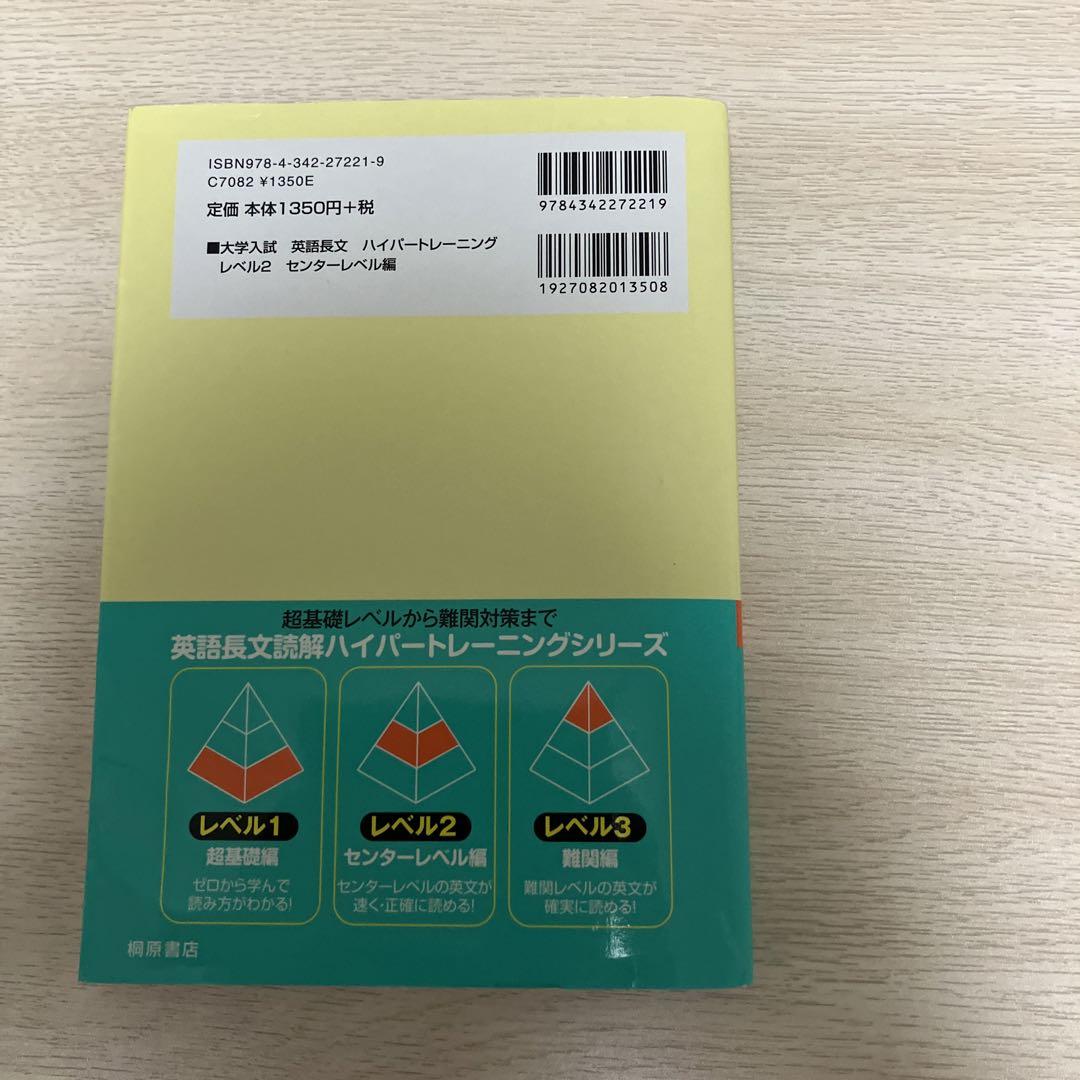 ISBN978-4-342-27221-9
C7082 ¥1350E
定価 本体1350円+税
■大学入試 英語長文 ハイパートレーニング
レベル2 センターレベル編
9784342272219
1927082013508
超基礎レベルから難関対策まで
英語長文読解ハイパートレーニングシリーズ
レベル1
超基礎編
ゼロから学んで
読み方がわかる!
レベル2
センターレベル編
センターレベルの英文が
速く・正確に読める!
レベル3
難関編
難関レベルの英文が
確実に読める!
桐原書店